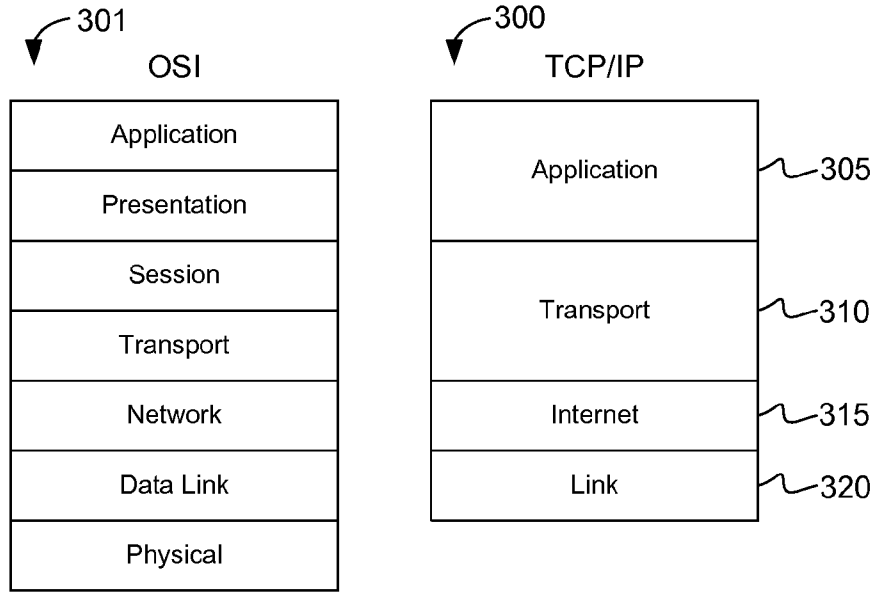 301
OSI
Application
Presentation
Session
Transport
Network
Data Link
Physical
300
TCP/IP
Application
305
Transport
310
Internet
315
Link
320